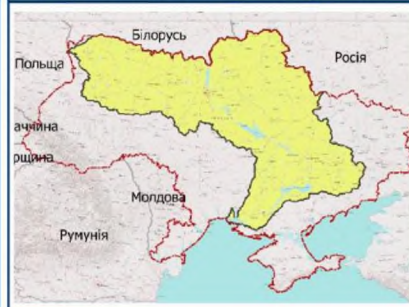 Білорусь
Росія
Польща
аччина
рщина
Молдова
Румунія